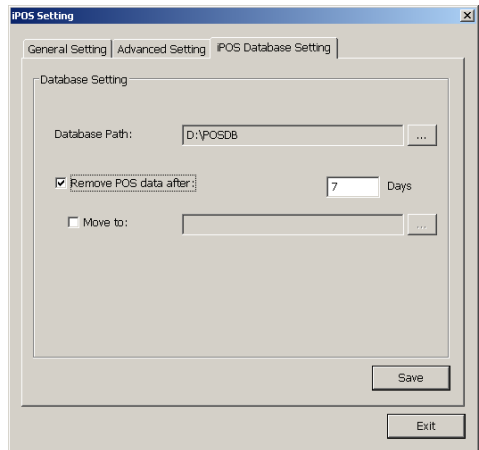 iPOS Setting
General Setting Advanced Setting iPOS Database Setting
Database Setting
Database Path: D:\POSDB ...
Remove POS data after: 7 Days
Move to: ...
Save
Exit